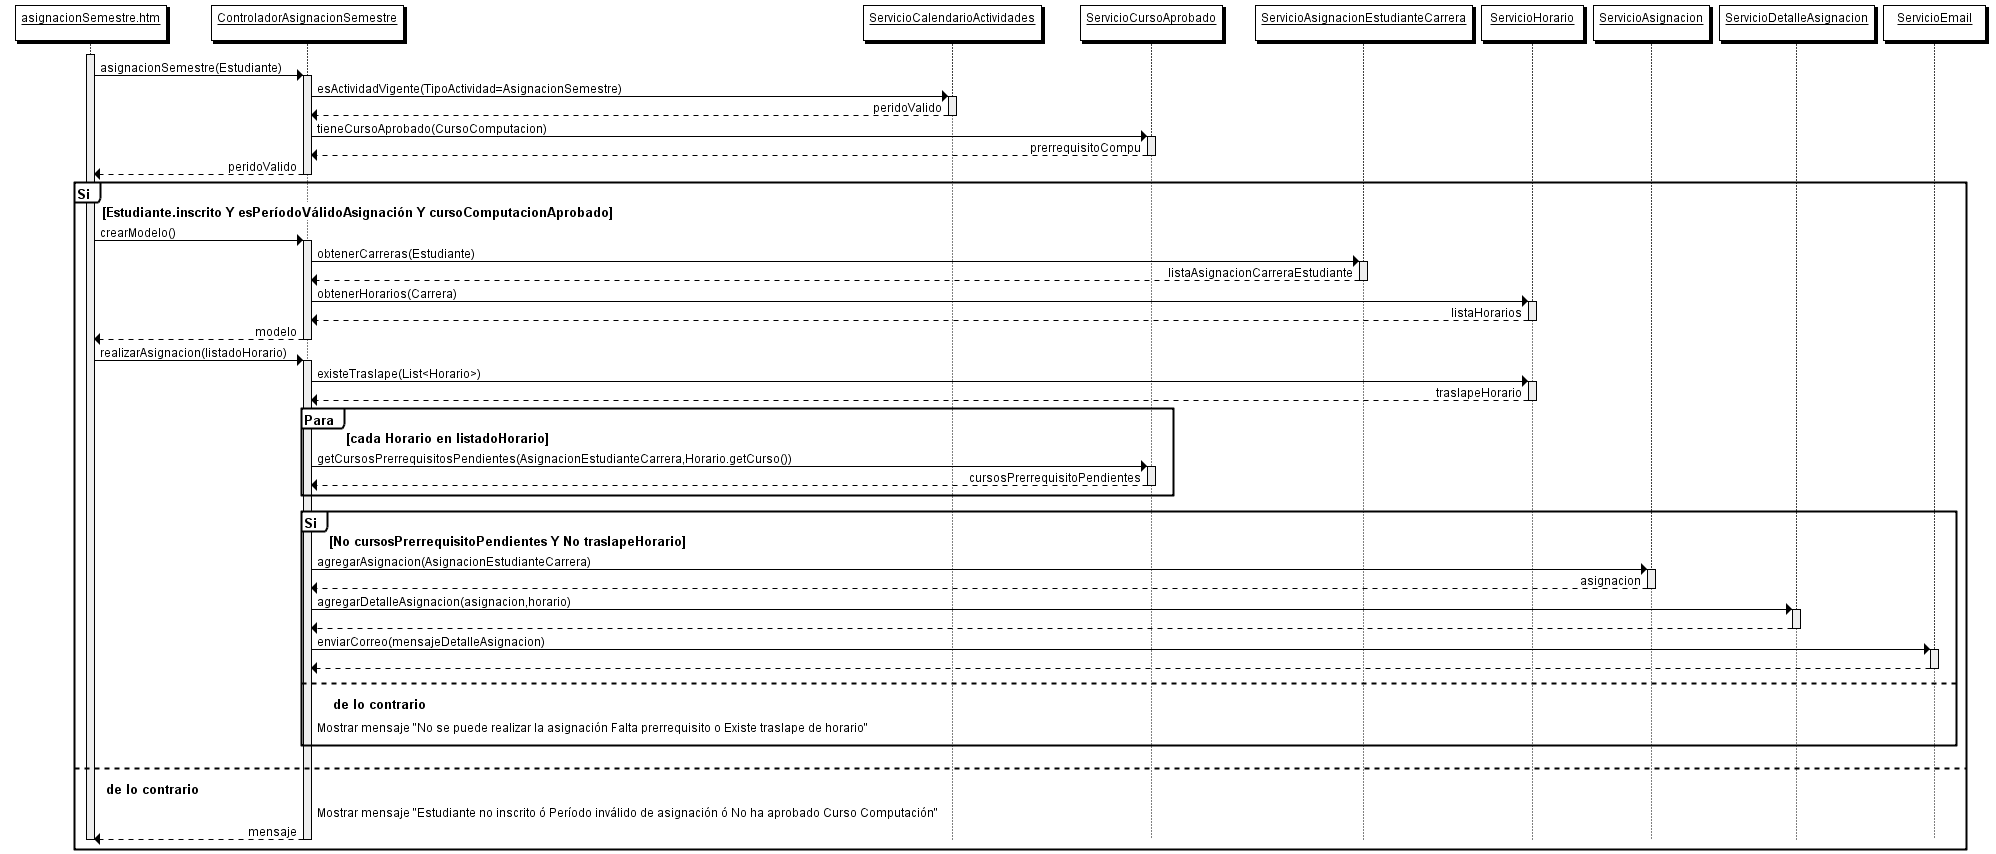 asignacionSemestre.htm
ControladorAsignacionSemestre
ServicioCalendarioActividades
ServicioCursoAprobado
ServicioAsignacionEstudianteCarrera
ServicioHorario
ServicioAsignacion
ServicioDetalleAsignacion
ServicioEmail
asignacionSemestre(Estudiante)
esActividadVigente(TipoActividad=AsignacionSemestre)
peridoValido
tieneCursoAprobado(CursoComputacion)
prerrequisitoCompu
peridoValido
Si
[Estudiante.inscrito Y esPeríodoVálidoAsignación Y cursoComputacionAprobado]
crearModelo()
obtenerCarreras(Estudiante)
listaAsignacionCarreraEstudiante
obtenerHorarios(Carrera)
listaHorarios
modelo
realizarAsignacion(listadoHorario)
existeTraslape(List<Horario>)
traslapeHorario
Para
[cada Horario en listadoHorario]
getCursosPrerrequisitosPendientes(AsignacionEstudianteCarrera,Horario.getCurso())
cursosPrerrequisitoPendientes
Si
[No cursosPrerrequisitoPendientes Y No traslapeHorario]
agregarAsignacion(AsignacionEstudianteCarrera)
asignacion
agregarDetalleAsignacion(asignacion,horario)
enviarCorreo(mensajeDetalleAsignacion)
de lo contrario
Mostrar mensaje "No se puede realizar la asignación Falta prerrequisito o Existe traslape de horario"
de lo contrario
Mostrar mensaje "Estudiante no inscrito ó Período inválido de asignación ó No ha aprobado Curso Computación"
mensaje